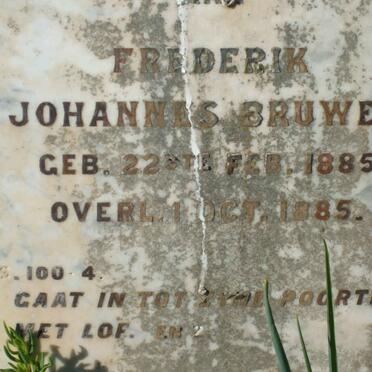 FREDERIK
JOHANNES BRUWE
GEB. 22STE FEB. 1885
OVERL. 1 OCT. 1885.
S. 100 4.
GAAT IN TOT ZYNE POORTE
MET LOF. EN Z